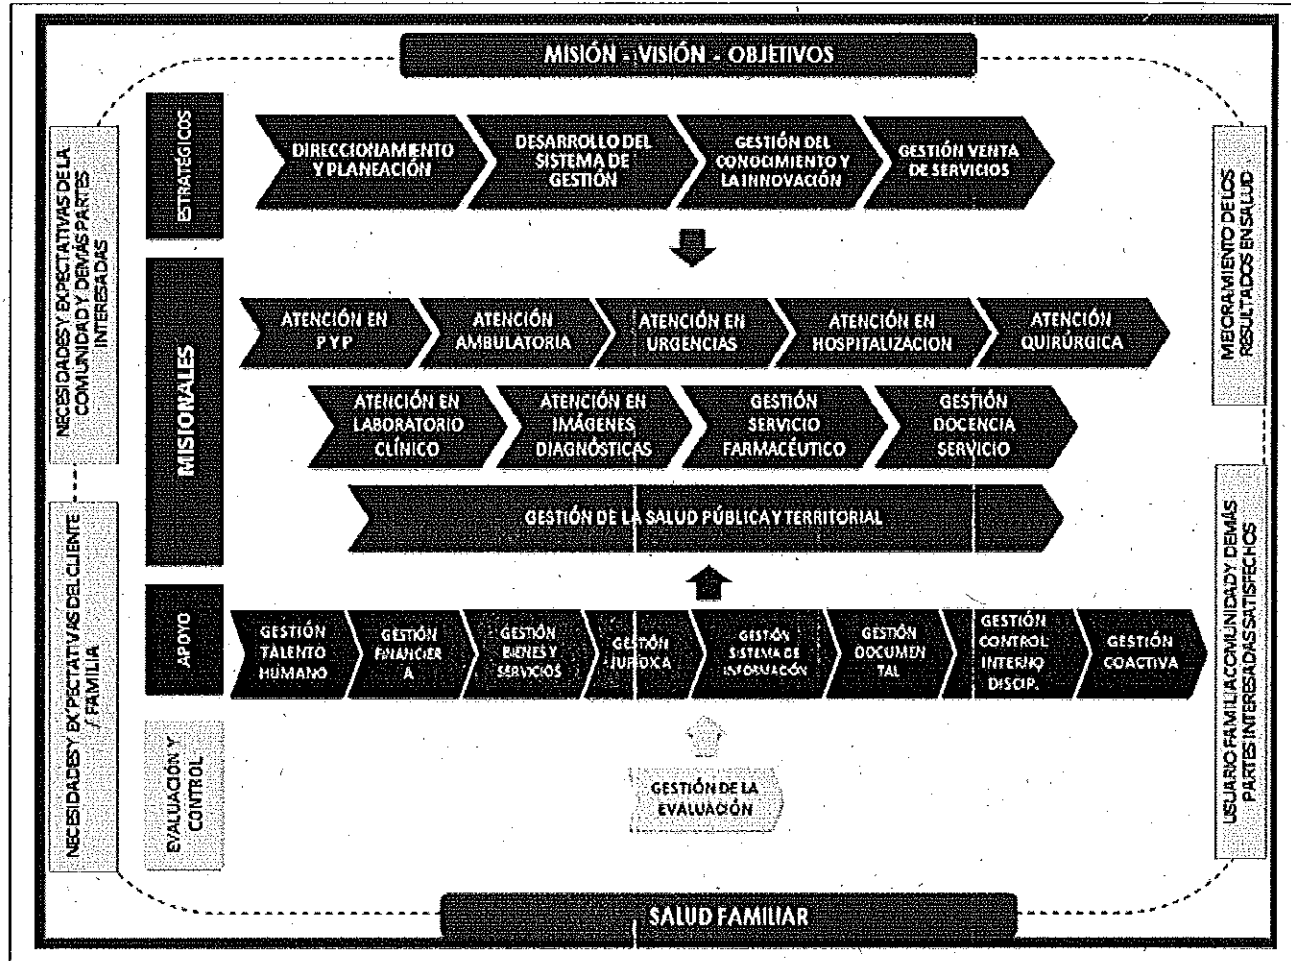 MISIÓN - VISIÓN - OBJETIVOS
ESTRATÉGICOS
DIRECCIONAMIENTO
Y PLANEACIÓN
DESARROLLO DEL
SISTEMA DE
GESTIÓN
GESTIÓN DEL
CONOCIMIENTO Y
LA INNOVACIÓN
GESTIÓN VENTA
DE SERVICIOS
NECESIDADES Y EXPECTATIVAS DE LA
COMUNIDAD Y DEMÁS PARTES
INTERESADAS
MEJORAMIENTO DE LOS
RESULTADOS EN SALUD
MISIONALES
ATENCIÓN EN
PYP
ATENCIÓN
AMBULATORIA
ATENCIÓN EN
URGENCIAS
ATENCIÓN EN
HOSPITALIZACION
ATENCIÓN
QUIRÚRGICA
ATENCIÓN EN
LABORATORIO
CLÍNICO
ATENCIÓN EN
IMÁGENES
DIAGNÓSTICAS
GESTIÓN
SERVICIO
FARMACÉUTICO
GESTIÓN
DOCENCIA
SERVICIO
GESTIÓN DE LA SALUD PÚBLICA Y TERRITORIAL
NECESIDADES Y EXPECTATIVAS DEL CLIENTE
/ FAMILIA
USUARIO FAMILIA COMUNIDAD Y DEMÁS
PARTES INTERESADAS SATISFECHOS
APOYO
GESTIÓN
TALENTO
HUMANO
GESTIÓN
FINANCIER
A
GESTIÓN
BIENES Y
SERVICIOS
GESTIÓN
JURÍDICA
GESTIÓN
SISTEMA DE
INFORMACIÓN
GESTIÓN
DOCUMEN
TAL
GESTIÓN
CONTROL
INTERNO
DISCIP.
GESTIÓN
COACTIVA
EVALUACIÓN Y
CONTROL
GESTIÓN DE LA
EVALUACIÓN
SALUD FAMILIAR